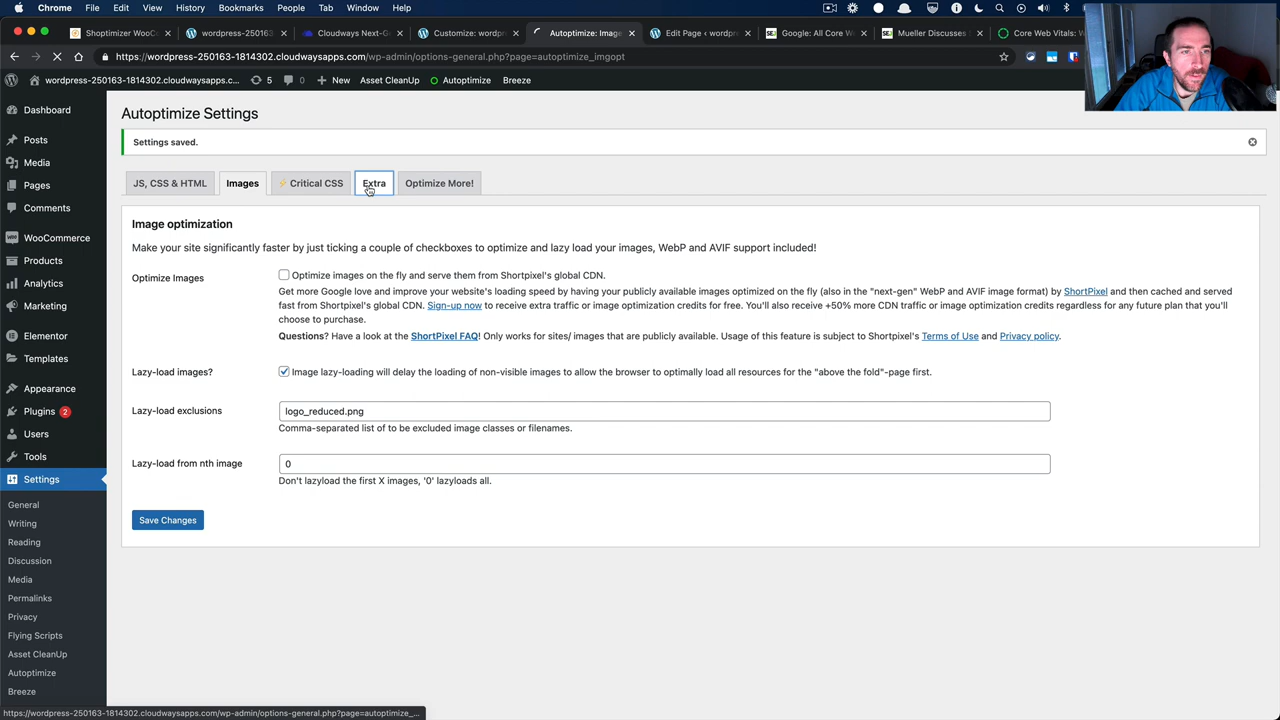 Chrome File Edit View History Bookmarks People Tab Window Help
Shoptimizer WooC
wordpress-250163
Cloudways Next-G
Customize: wordpr
Autoptimize: Image
Edit Page ‹ wordpre
Google: All Core W
Mueller Discusses
Core Web Vitals: W
https://wordpress-250163-1814302.cloudwaysapps.com/wp-admin/options-general.php?page=autoptimize_imgopt
wordpress-250163-1814302.cloudwaysapps.c... 5 0 New Asset CleanUp Autoptimize Breeze
Dashboard
Posts
Media
Pages
Comments
WooCommerce
Products
Analytics
Marketing
Elementor
Templates
Appearance
Plugins 2
Users
Tools
Settings
General
Writing
Reading
Discussion
Media
Permalinks
Privacy
Flying Scripts
Asset CleanUp
Autoptimize
Breeze
Autoptimize Settings
Settings saved.
JS, CSS & HTML Images ⚡ Critical CSS Extra Optimize More!
Image optimization
Make your site significantly faster by just ticking a couple of checkboxes to optimize and lazy load your images, WebP and AVIF support included!
Optimize Images
Optimize images on the fly and serve them from Shortpixel's global CDN.
Get more Google love and improve your website's loading speed by having your publicly available images optimized on the fly (also in the "next-gen" WebP and AVIF image format) by ShortPixel and then cached and served
fast from Shortpixel's global CDN. Sign-up now to receive extra traffic or image optimization credits for free. You'll also receive +50% more CDN traffic or image optimization credits regardless for any future plan that you'll
choose to purchase.
Questions? Have a look at the ShortPixel FAQ! Only works for sites/ images that are publicly available. Usage of this feature is subject to Shortpixel's Terms of Use and Privacy policy.
Lazy-load images?
Image lazy-loading will delay the loading of non-visible images to allow the browser to optimally load all resources for the "above the fold"-page first.
Lazy-load exclusions
logo_reduced.png
Comma-separated list of to be excluded image classes or filenames.
Lazy-load from nth image
0
Don't lazyload the first X images, '0' lazyloads all.
Save Changes
https://wordpress-250163-1814302.cloudwaysapps.com/wp-admin/options-general.php?page=autoptimize_...